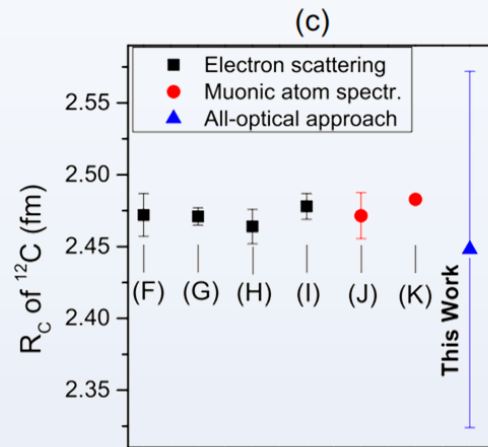 (c)
Electron scattering
Muonic atom spectr.
All-optical approach
2.55
2.50
2.45
2.40
2.35
R_C of ¹²C (fm)
(F) (G) (H) (I) (J) (K)
This Work